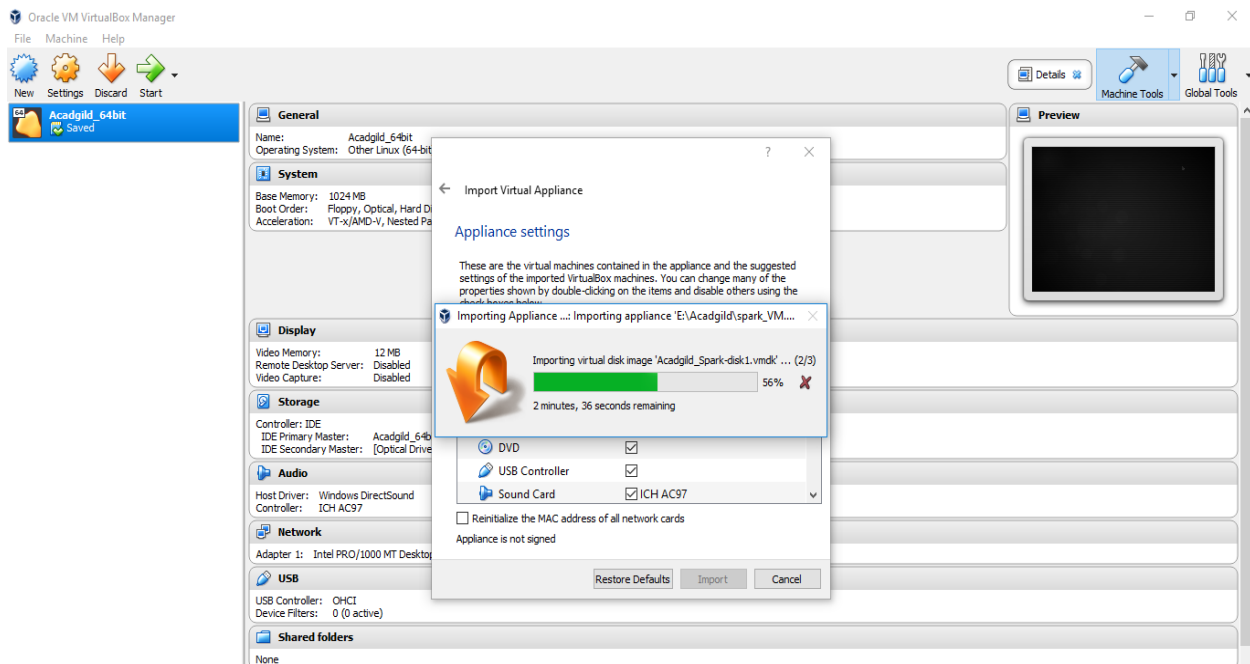 Oracle VM VirtualBox Manager
File Machine Help
New Settings Discard Start
Details
Machine Tools
Global Tools
64
Acadgild_64bit
Saved
General
Name: Acadgild_64bit
Operating System: Other Linux (64-bit
System
Base Memory: 1024 MB
Boot Order: Floppy, Optical, Hard Di
Acceleration: VT-x/AMD-V, Nested Pa
Display
Video Memory: 12 MB
Remote Desktop Server: Disabled
Video Capture: Disabled
Storage
Controller: IDE
IDE Primary Master: Acadgild_64b
IDE Secondary Master: [Optical Drive
Audio
Host Driver: Windows DirectSound
Controller: ICH AC97
Network
Adapter 1: Intel PRO/1000 MT Desktop
USB
USB Controller: OHCI
Device Filters: 0 (0 active)
Shared folders
None
Preview
?
Import Virtual Appliance
Appliance settings
These are the virtual machines contained in the appliance and the suggested
settings of the imported VirtualBox machines. You can change many of the
properties shown by double-clicking on the items and disable others using the
check boxes below.
Importing Appliance ...: Importing appliance 'E:\Acadgild\spark_VM....
Importing virtual disk image 'Acadgild_Spark-disk1.vmdk' ... (2/3)
56%
2 minutes, 36 seconds remaining
DVD
USB Controller
Sound Card ICH AC97
Reinitialize the MAC address of all network cards
Appliance is not signed
Restore Defaults Import Cancel